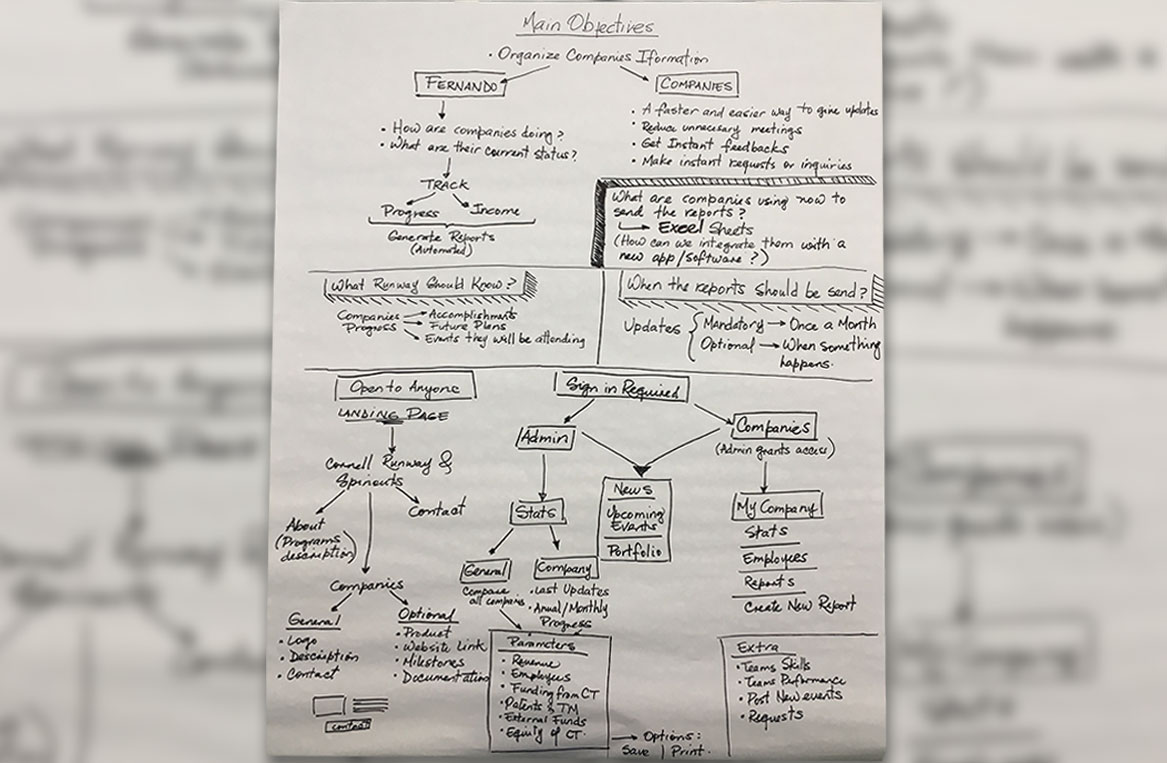 Main Objectives
• Organize Companies Iformation
FERNANDO
• How are companies doing?
• What are their current status?
TRACK
Progress Income
Generate Reports
(Automated)
COMPANIES
• A faster and easier way to give updates
• Reduce unnecesary meetings
• Get Instant feedbacks
• Make instant requests or inquiries
What are companies using now to
send the reports?
Excel Sheets
(How can we integrate them with a
new app/software?)
What Runway Should Know?
Companies Progress
Accomplishments
Future Plans
Events they will be attending
When the reports should be send?
Updates
Mandatory → Once a Month
Optional → When something
happens.
Open to Anyone
LANDING PAGE
Cornell Runway &
Spinouts
About
(Programs
description)
Contact
Companies
General
• Logo
• Description
• Contact
Optional
• Product
• Website Link
• Milestones
• Documentation
contact
Sign in Required
Admin
Stats
General
Compare
all companies
Company
• Last Updates
• Anual/Monthly
Progress
Parameters
• Revenue
• Employees
• Funding from CT
• Patents & TM
• External Funds
• Equity of CT
→ Options:
Save | Print.
News
Upcoming
Events
Portfolio
Companies
(Admin grants access)
My Company
Stats
Employees
Reports
Create New Report
Extra
• Teams Skills
• Teams Performance
• Post New events
• Requests